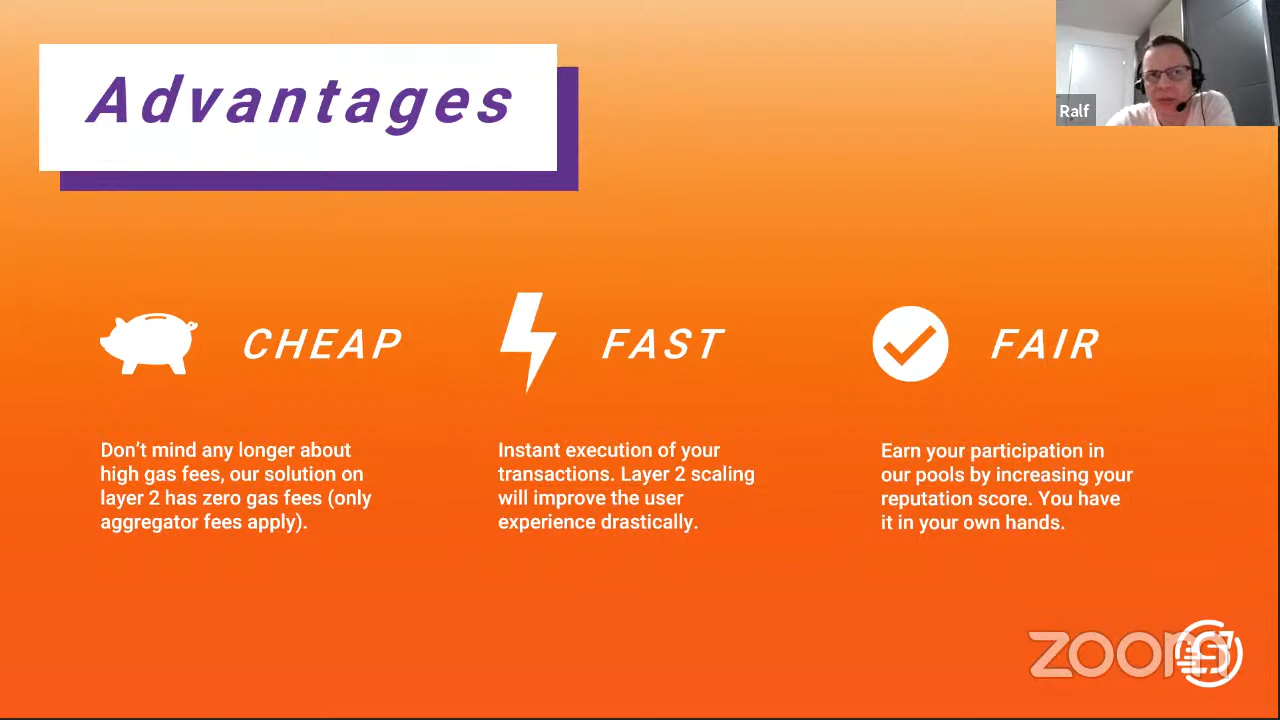 Advantages
Ralf
CHEAP
FAST
FAIR
Don't mind any longer about
high gas fees, our solution on
layer 2 has zero gas fees (only
aggregator fees apply).
Instant execution of your
transactions. Layer 2 scaling
will improve the user
experience drastically.
Earn your participation in
our pools by increasing your
reputation score. You have
it in your own hands.
zoom